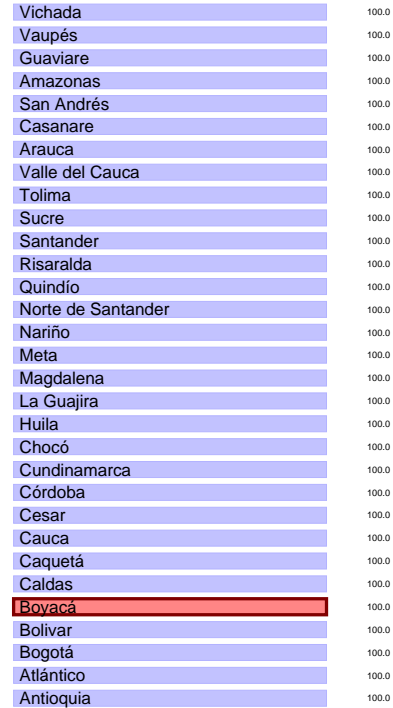 Vichada 100.0
Vaupés 100.0
Guaviare 100.0
Amazonas 100.0
San Andrés 100.0
Casanare 100.0
Arauca 100.0
Valle del Cauca 100.0
Tolima 100.0
Sucre 100.0
Santander 100.0
Risaralda 100.0
Quindío 100.0
Norte de Santander 100.0
Nariño 100.0
Meta 100.0
Magdalena 100.0
La Guajira 100.0
Huila 100.0
Chocó 100.0
Cundinamarca 100.0
Córdoba 100.0
Cesar 100.0
Cauca 100.0
Caquetá 100.0
Caldas 100.0
Boyacá 100.0
Bolivar 100.0
Bogotá 100.0
Atlántico 100.0
Antioquia 100.0